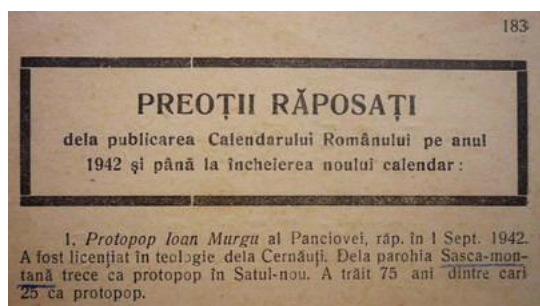 183
PREOȚII RĂPOSAȚI
dela publicarea Calendarului Românului pe anul
1942 și până la încheierea noului calendar:
1. Protopop Ioan Murgu al Panciovei, răp. în 1 Sept. 1942.
A fost licențiat în teologie dela Cernăuți. Dela parohia Sasca-mon-
tană trece ca protopop în Satul-nou. A trăit 75 ani dintre cari
25 ca protopop.